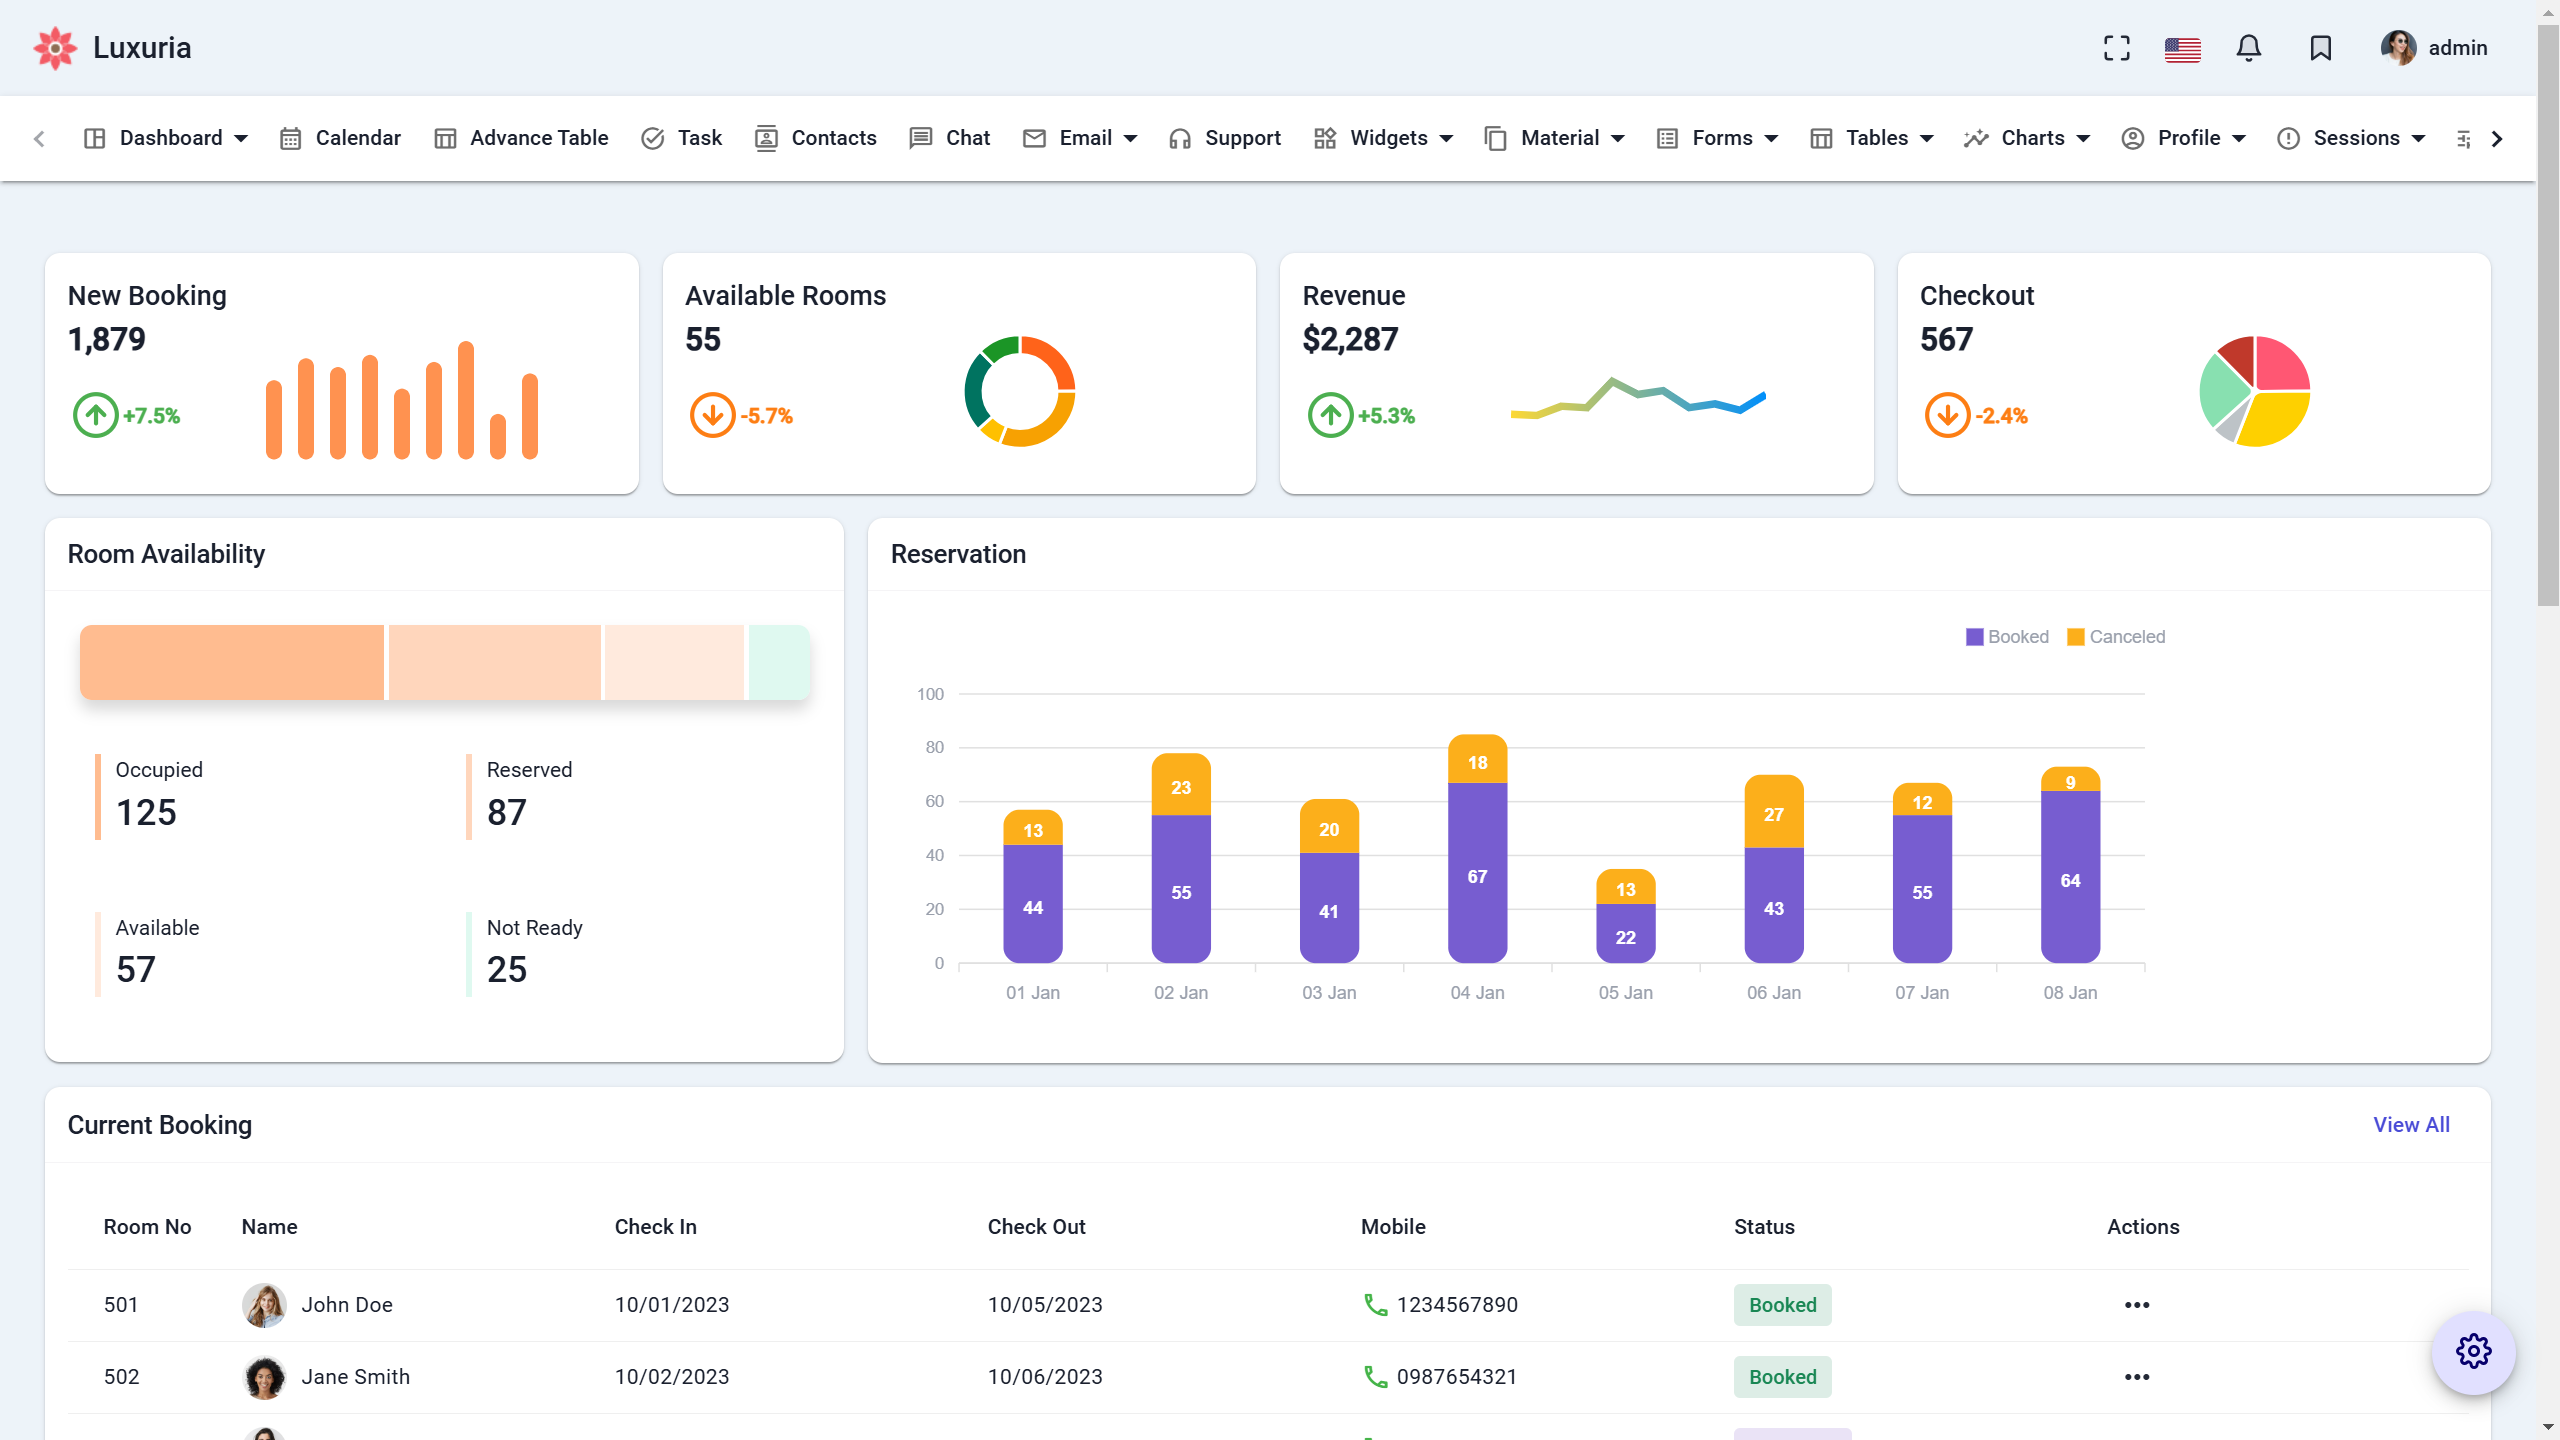 Luxuria
admin
Dashboard Calendar Advance Table Task Contacts Chat Email Support Widgets Material Forms Tables Charts Profile Sessions
New Booking
1,879
+7.5%
Available Rooms
55
-5.7%
Revenue
$2,287
+5.3%
Checkout
567
-2.4%
Room Availability
Occupied
125
Reserved
87
Available
57
Not Ready
25
Reservation
Booked Canceled
100
80
60
40
20
0
13 23 20 18 13 27 12 9
44 55 41 67 22 43 55 64
01 Jan 02 Jan 03 Jan 04 Jan 05 Jan 06 Jan 07 Jan 08 Jan
Current Booking
View All
Room No Name Check In Check Out Mobile Status Actions
501 John Doe 10/01/2023 10/05/2023 1234567890 Booked
502 Jane Smith 10/02/2023 10/06/2023 0987654321 Booked